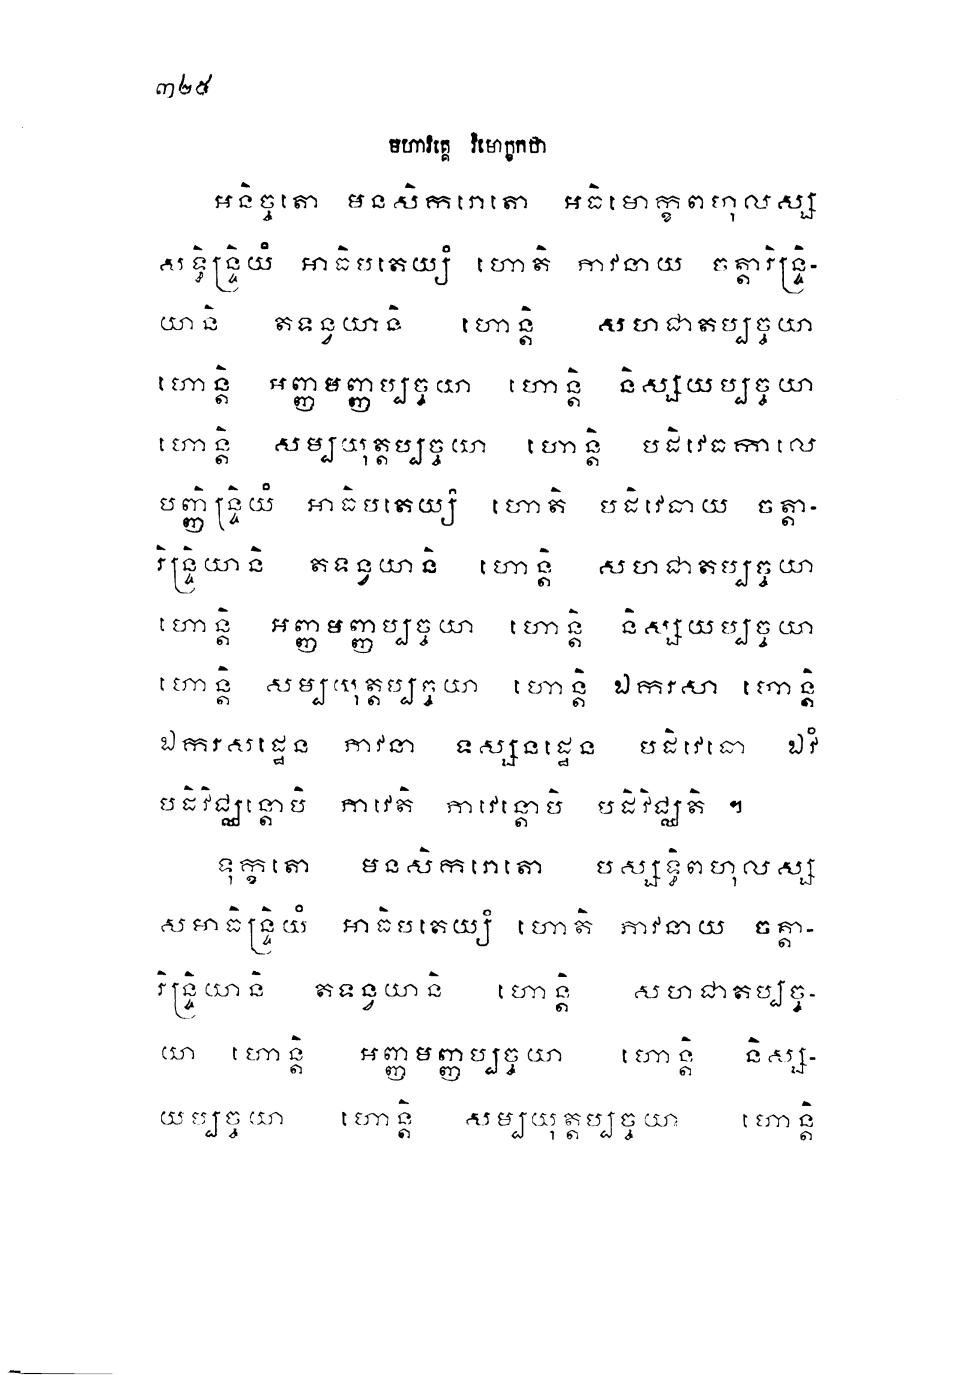 ៣២៥
មហាវគ្គេ វិមោក្ខកថា
អនិច្ចតោ មនសិករោតោ អធិមោក្ខពហុលស្ស
សទ្ធិន្ទ្រិយំ អាធិបតេយ្យំ ហោតិ ភាវនាយ ចត្តារិន្ទ្រិ-
យានិ តទន្វយានិ ហោន្តិ សហជាតប្បច្ចយា
ហោន្តិ អញ្ញមញ្ញប្បច្ចយា ហោន្តិ និស្សយប្បច្ចយា
ហោន្តិ សម្បយុត្តប្បច្ចយា ហោន្តិ បដិវេធកាលេ
បញ្ញិន្ទ្រិយំ អាធិបតេយ្យំ ហោតិ បដិវេធាយ ចត្តា-
រិន្ទ្រិយានិ តទន្វយានិ ហោន្តិ សហជាតប្បច្ចយា
ហោន្តិ អញ្ញមញ្ញប្បច្ចយា ហោន្តិ និស្សយប្បច្ចយា
ហោន្តិ សម្បយុត្តប្បច្ចយា ហោន្តិ ឯករសា ហោន្តិ
ឯករសដ្ឋេន ភាវនា ទស្សនដ្ឋេន បដិវេធោ ឯវំ
បដិវិជ្ឈន្តោបិ ភាវេតិ ភាវេន្តោបិ បដិវិជ្ឈតិ ។
ទុក្ខតោ មនសិករោតោ បស្សទ្ធិពហុលស្ស
សមាធិន្ទ្រិយំ អាធិបតេយ្យំ ហោតិ ភាវនាយ ចត្តា-
រិន្ទ្រិយានិ តទន្វយានិ ហោន្តិ សហជាតប្បច្ច-
យា ហោន្តិ អញ្ញមញ្ញប្បច្ចយា ហោន្តិ និស្ស-
យប្បច្ចយា ហោន្តិ សម្បយុត្តប្បច្ចយា ហោន្តិ